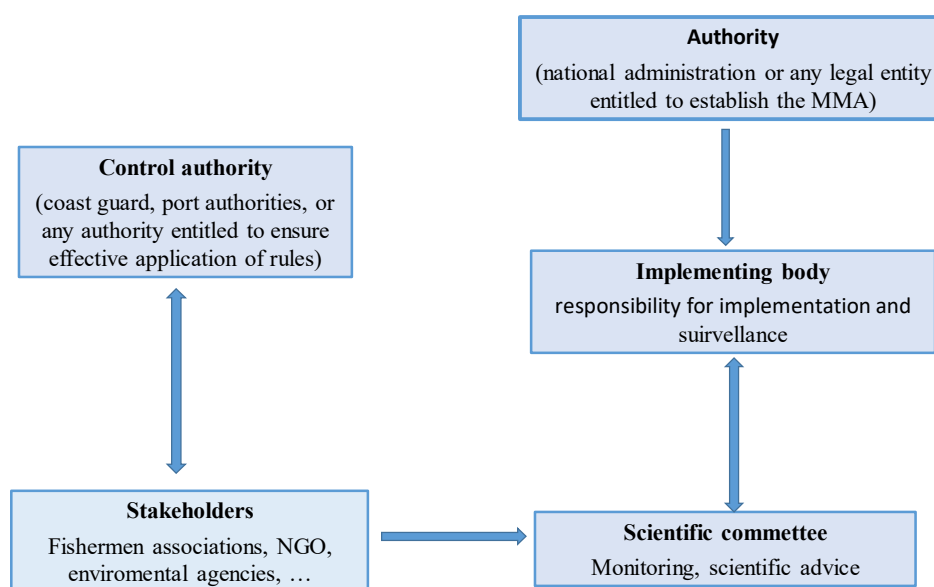 Authority
(national administration or any legal entity
entitled to establish the MMA)
Control authority
(coast guard, port authorities, or
any authority entitled to ensure
effective application of rules)
Implementing body
responsibility for implementation and
suirvellance
Stakeholders
Fishermen associations, NGO,
enviromental agencies, …
Scientific committee
Monitoring, scientific advice